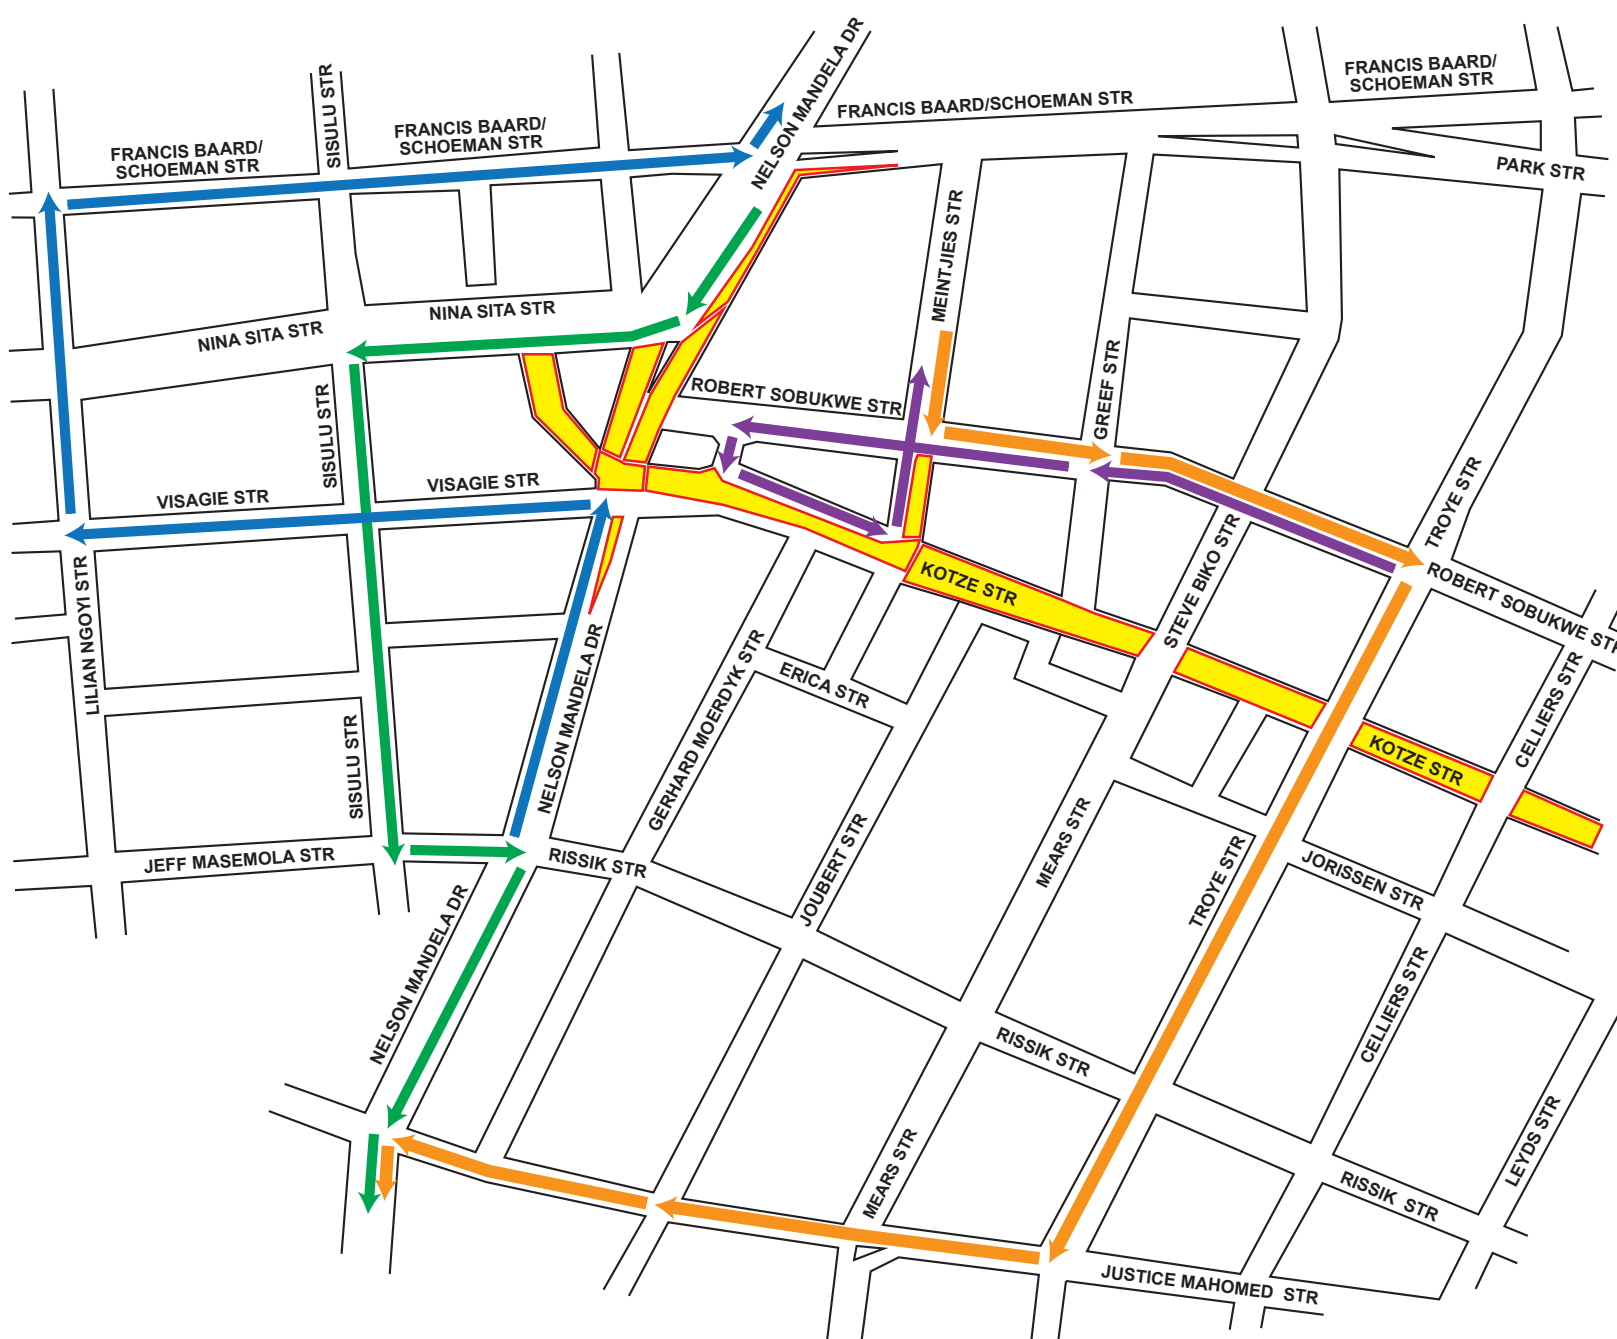 NELSON MANDELA DR
FRANCIS BAARD/
SCHOEMAN STR
SISULU STR
FRANCIS BAARD/SCHOEMAN STR
FRANCIS BAARD/
SCHOEMAN STR
FRANCIS BAARD/
SCHOEMAN STR
NELSON MANDELA DR
PARK STR
MEINTJIES STR
NINA SITA STR
NINA SITA STR
GREEF STR
ROBERT SOBUKWE STR
SISULU STR
VISAGIE STR
VISAGIE STR
TROYE STR
STEVE BIKO STR
KOTZE STR
ROBERT SOBUKWE STR
LILIAN NGOYI STR
NELSON MANDELA DR
GERHARD MOERDYK STR
ERICA STR
CELLIERS STR
KOTZE STR
SISULU STR
MEARS STR
JOUBERT STR
TROYE STR
JEFF MASEMOLA STR
RISSIK STR
JORISSEN STR
NELSON MANDELA DR
CELLIERS STR
RISSIK STR
LEYDS STR
MEARS STR
RISSIK STR
JUSTICE MAHOMED STR